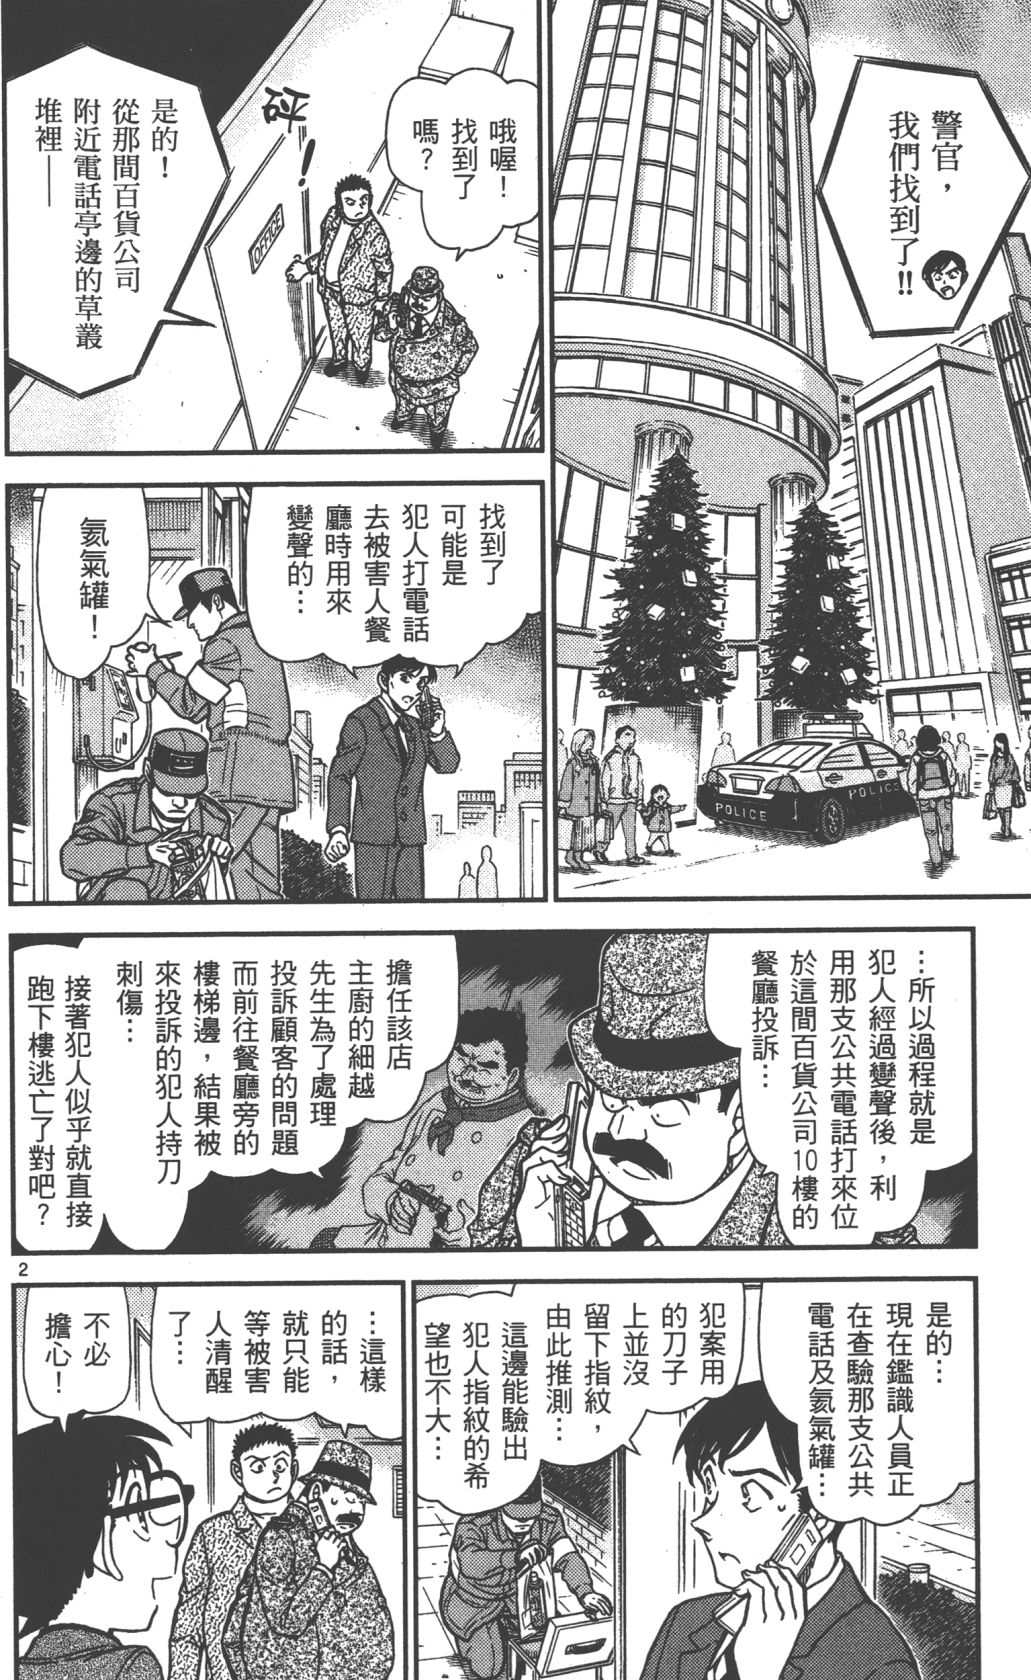 警官，
我們找到了!!
POLICE
POLICE
哦喔！
找到了
嗎？
砰！
OFFICE
是的！
從那間百貨公司
附近電話亭邊的草叢
堆裡——
找到了
可能是
犯人打電話
去被害人餐
廳時用來
變聲的…
氦氣罐！
…所以過程就是
犯人經過變聲後，利
用那支公共電話打來位
於這間百貨公司10樓的
餐廳投訴…
擔任該店
主廚的細越
先生為了處理
投訴顧客的問題
而前往餐廳旁的
樓梯邊，結果被
來投訴的犯人持刀
刺傷…
接著犯人似乎就直接
跑下樓逃亡了對吧？
2
是的…
現在鑑識人員正
在查驗那支公共
電話及氦氣罐…
犯案用
的刀子
上並沒
留下指紋，
由此推測…
這邊能驗出
犯人指紋的希
望也不大…
…這樣
的話，
就只能
等被害
人清醒
了…
不必
擔心！